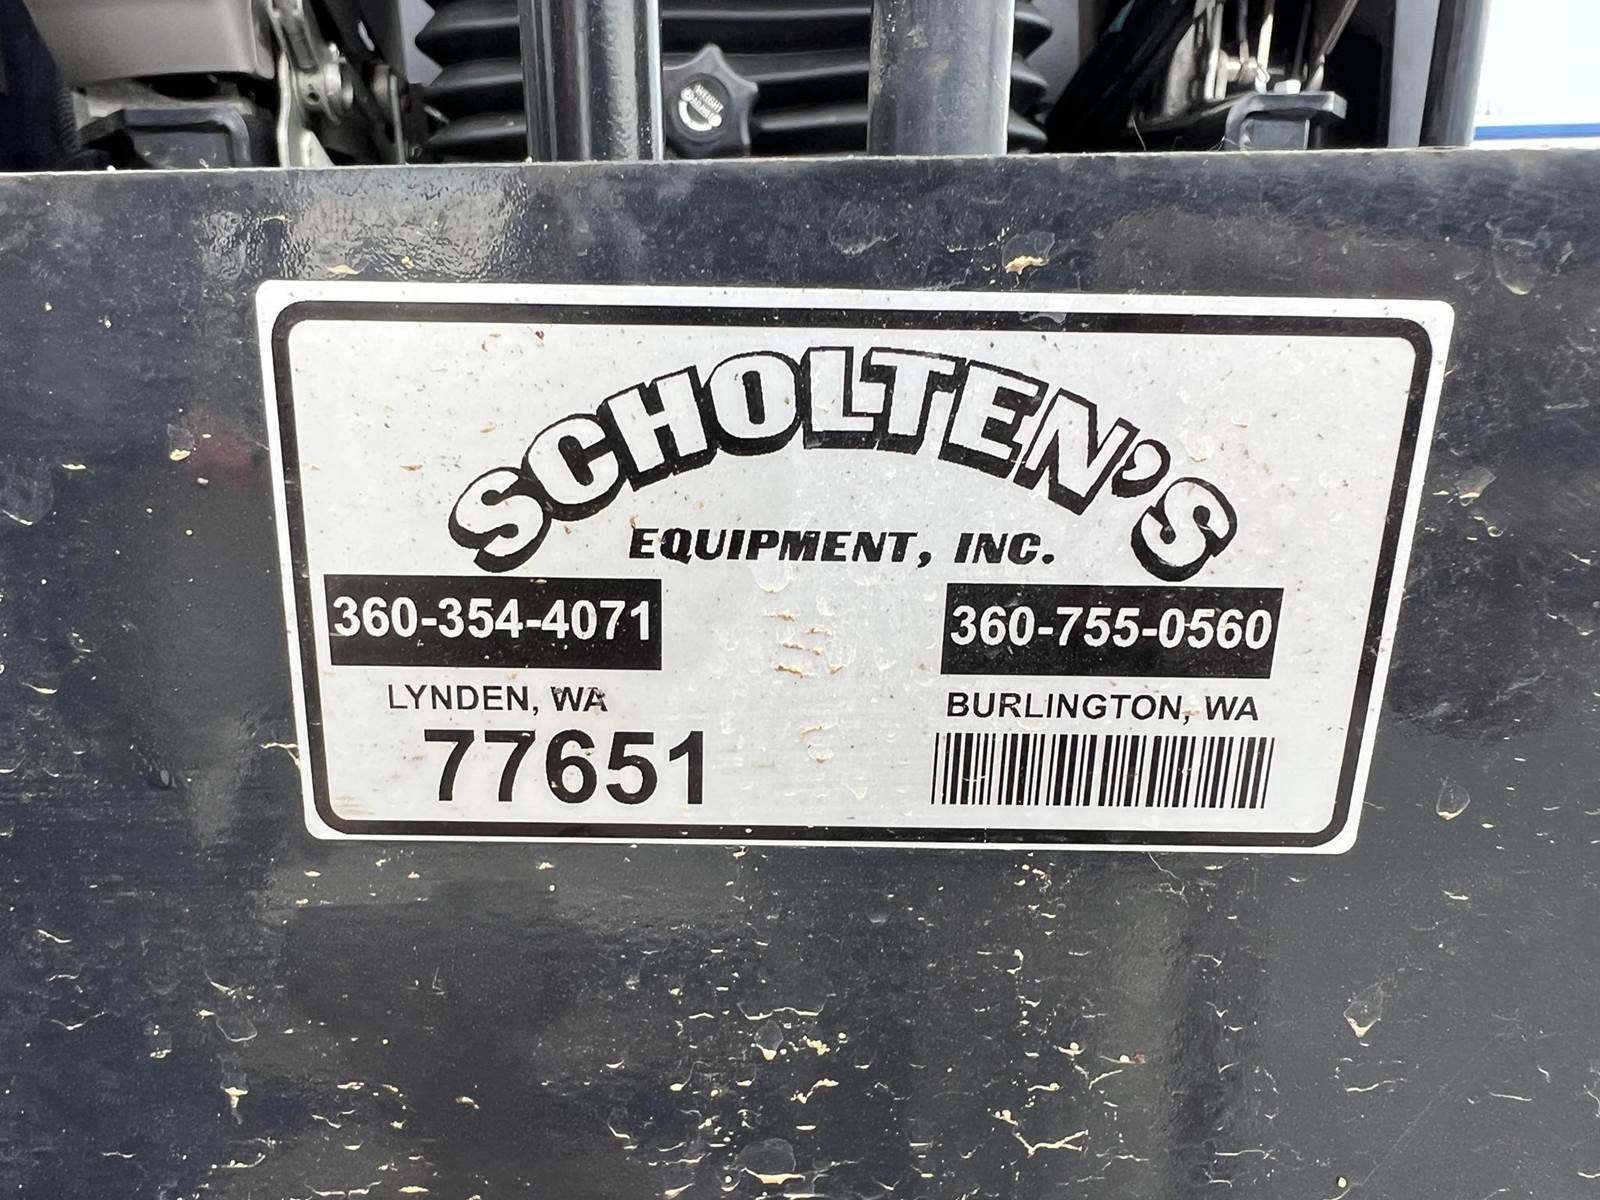 SCHOLTEN'S
EQUIPMENT, INC.
360-354-4071
360-755-0560
LYNDEN, WA
BURLINGTON, WA
77651